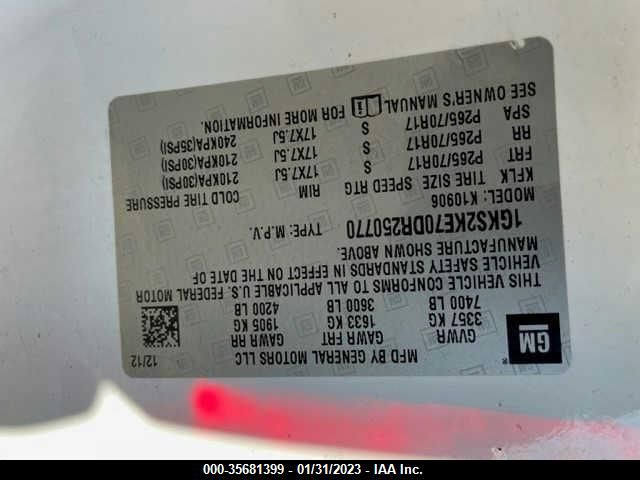 GM
MFD BY GENERAL MOTORS LLC 12/12
GVWR GAWR FRT GAWR RR
3357 KG 1633 KG 1905 KG
7400 LB 3600 LB 4200 LB
THIS VEHICLE CONFORMS TO ALL APPLICABLE U.S. FEDERAL MOTOR
VEHICLE SAFETY STANDARDS IN EFFECT ON THE DATE OF
MANUFACTURE SHOWN ABOVE.
1GKS2KE70DR250770 TYPE: M.P.V.
MODEL: K10906
KFLK TIRE SIZE SPEED RTG RIM COLD TIRE PRESSURE
FRT P265/70R17 S 17X7.5J 210KPA(30PSI)
RR P265/70R17 S 17X7.5J 210KPA(30PSI)
SPA P265/70R17 S 17X7.5J 240KPA(35PSI)
SEE OWNER'S MANUAL FOR MORE INFORMATION.
000-35681399 - 01/31/2023 - IAA Inc.